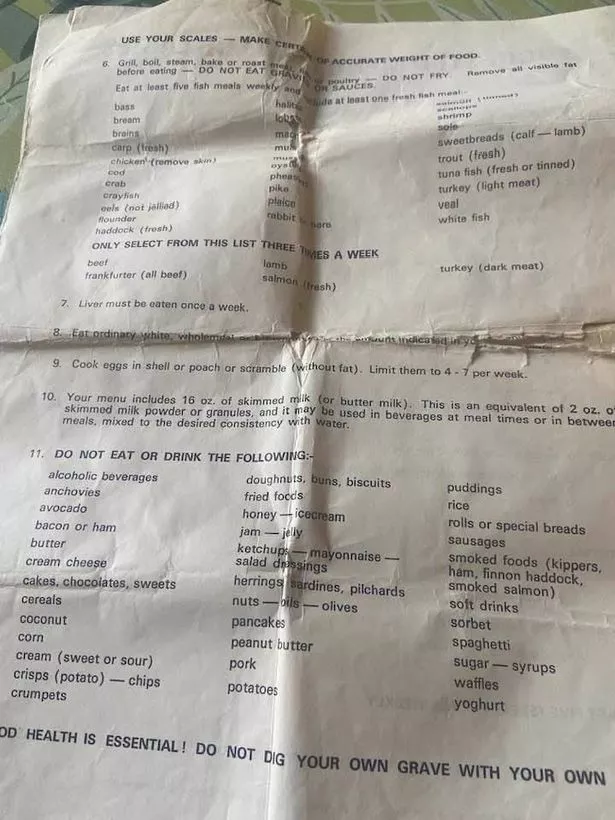 USE YOUR SCALES — MAKE CERTAIN OF ACCURATE WEIGHT OF FOOD.
6. Grill, boil, steam, bake or roast or poultry — DO NOT FRY Remove all visible fat
before eating — DO NOT EAT OR SAUCES.
Eat at least five fish meals weekly and at least one fresh fish meal:-
bass salmon (tinned)
bream scallops
brains shrimp
carp (fresh) sole
chicken (remove skin) sweetbreads (calf — lamb)
cod trout (fresh)
crab pike tuna fish (fresh or tinned)
crayfish plaice turkey (light meat)
eels (not jellied) rabbit veal
flounder white fish
haddock (fresh)
ONLY SELECT FROM THIS LIST THREE TIMES A WEEK
beef lamb turkey (dark meat)
frankfurter (all beef) salmon (fresh)
7. Liver must be eaten once a week.
8. Eat ordinary white, wholemeal or amount indicated in
9. Cook eggs in shell or poach or scramble (without fat). Limit them to 4 - 7 per week.
10. Your menu includes 16 oz. of skimmed milk (or butter milk). This is an equivalent of 2 oz. o
skimmed milk powder or granules, and it may be used in beverages at meal times or in between
meals, mixed to the desired consistency with water.
11. DO NOT EAT OR DRINK THE FOLLOWING:-
alcoholic beverages doughnuts, buns, biscuits puddings
anchovies fried foods rice
avocado honey — icecream rolls or special breads
bacon or ham jam — jelly sausages
butter ketchups — mayonnaise — smoked foods (kippers,
cream cheese salad dressings ham, finnon haddock,
cakes, chocolates, sweets herrings sardines, pilchards smoked salmon)
cereals nuts — oils — olives soft drinks
coconut pancakes sorbet
corn peanut butter spaghetti
cream (sweet or sour) pork sugar — syrups
crisps (potato) — chips potatoes waffles
crumpets yoghurt
OD HEALTH IS ESSENTIAL! DO NOT DIG YOUR OWN GRAVE WITH YOUR OWN